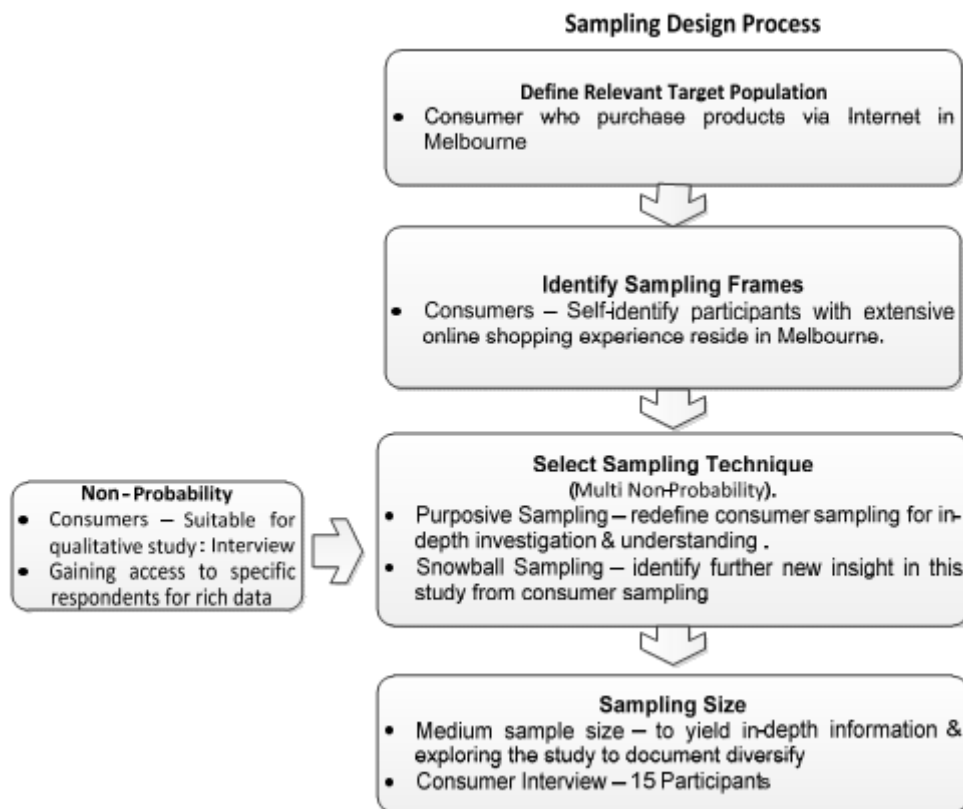 Sampling Design Process
Define Relevant Target Population
• Consumer who purchase products via Internet in
Melbourne
Identify Sampling Frames
• Consumers – Self-identify participants with extensive
online shopping experience reside in Melbourne.
Non-Probability
• Consumers – Suitable for
qualitative study: Interview
• Gaining access to specific
respondents for rich data
Select Sampling Technique
(Multi Non-Probability).
• Purposive Sampling – redefine consumer sampling for in-
depth investigation & understanding .
• Snowball Sampling – identify further new insight in this
study from consumer sampling
Sampling Size
• Medium sample size – to yield in-depth information &
exploring the study to document diversify
• Consumer Interview – 15 Participants